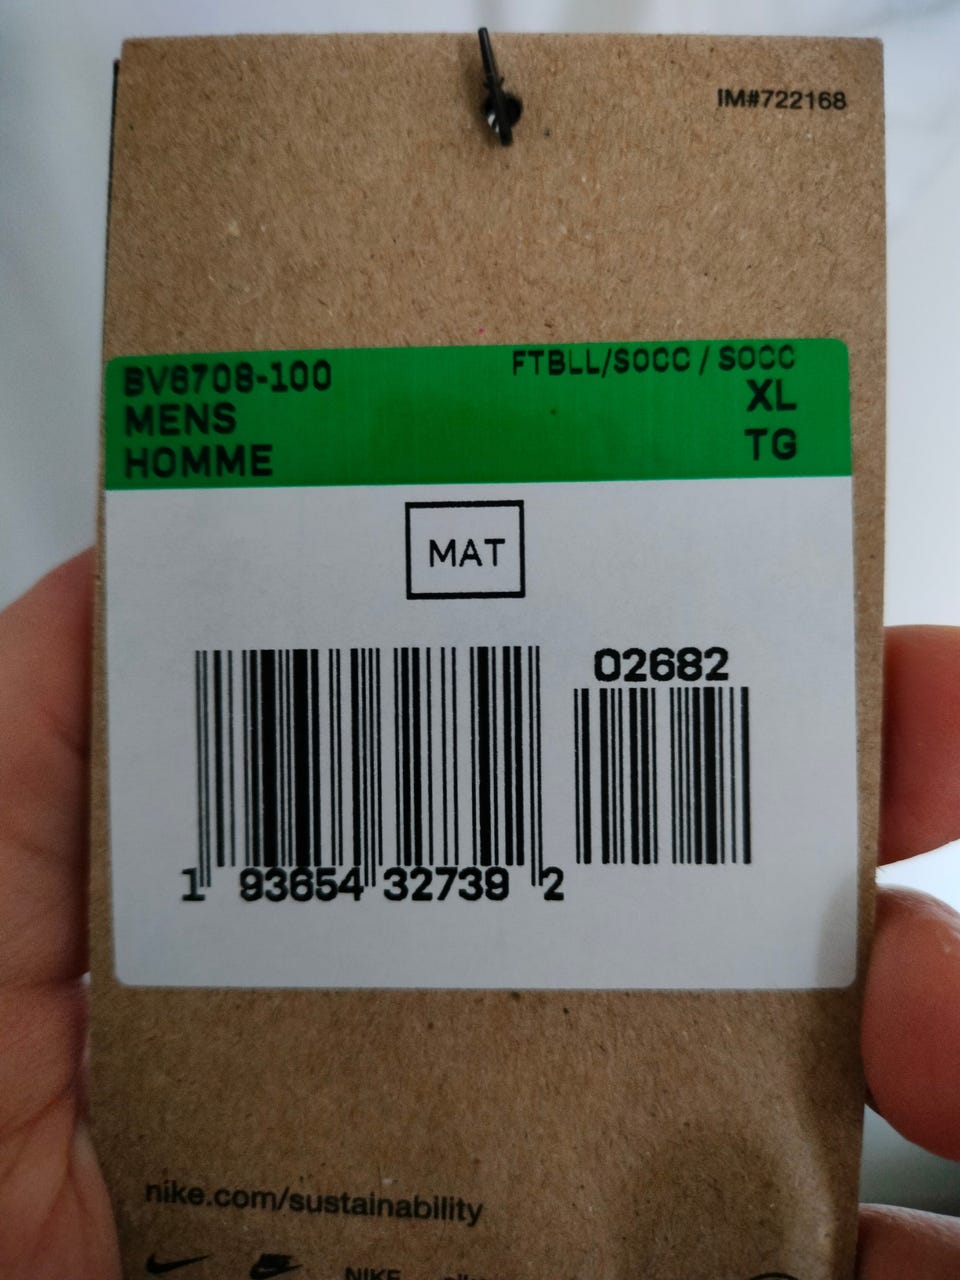 IM#722168
BV6708-100
FTBLL/SOCC / SOCC
MENS
XL
HOMME
TG
MAT
02682
1 93654 32739 2
nike.com/sustainability
NIKE